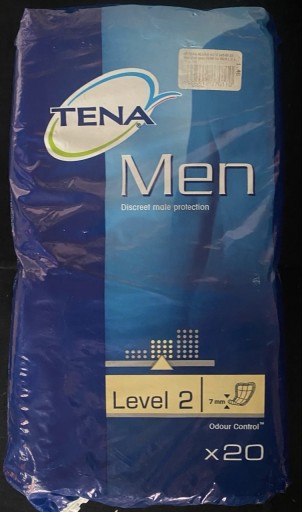 TENA
Men
Discreet male protection
Level 2
7 mm
Odour Control™
x20